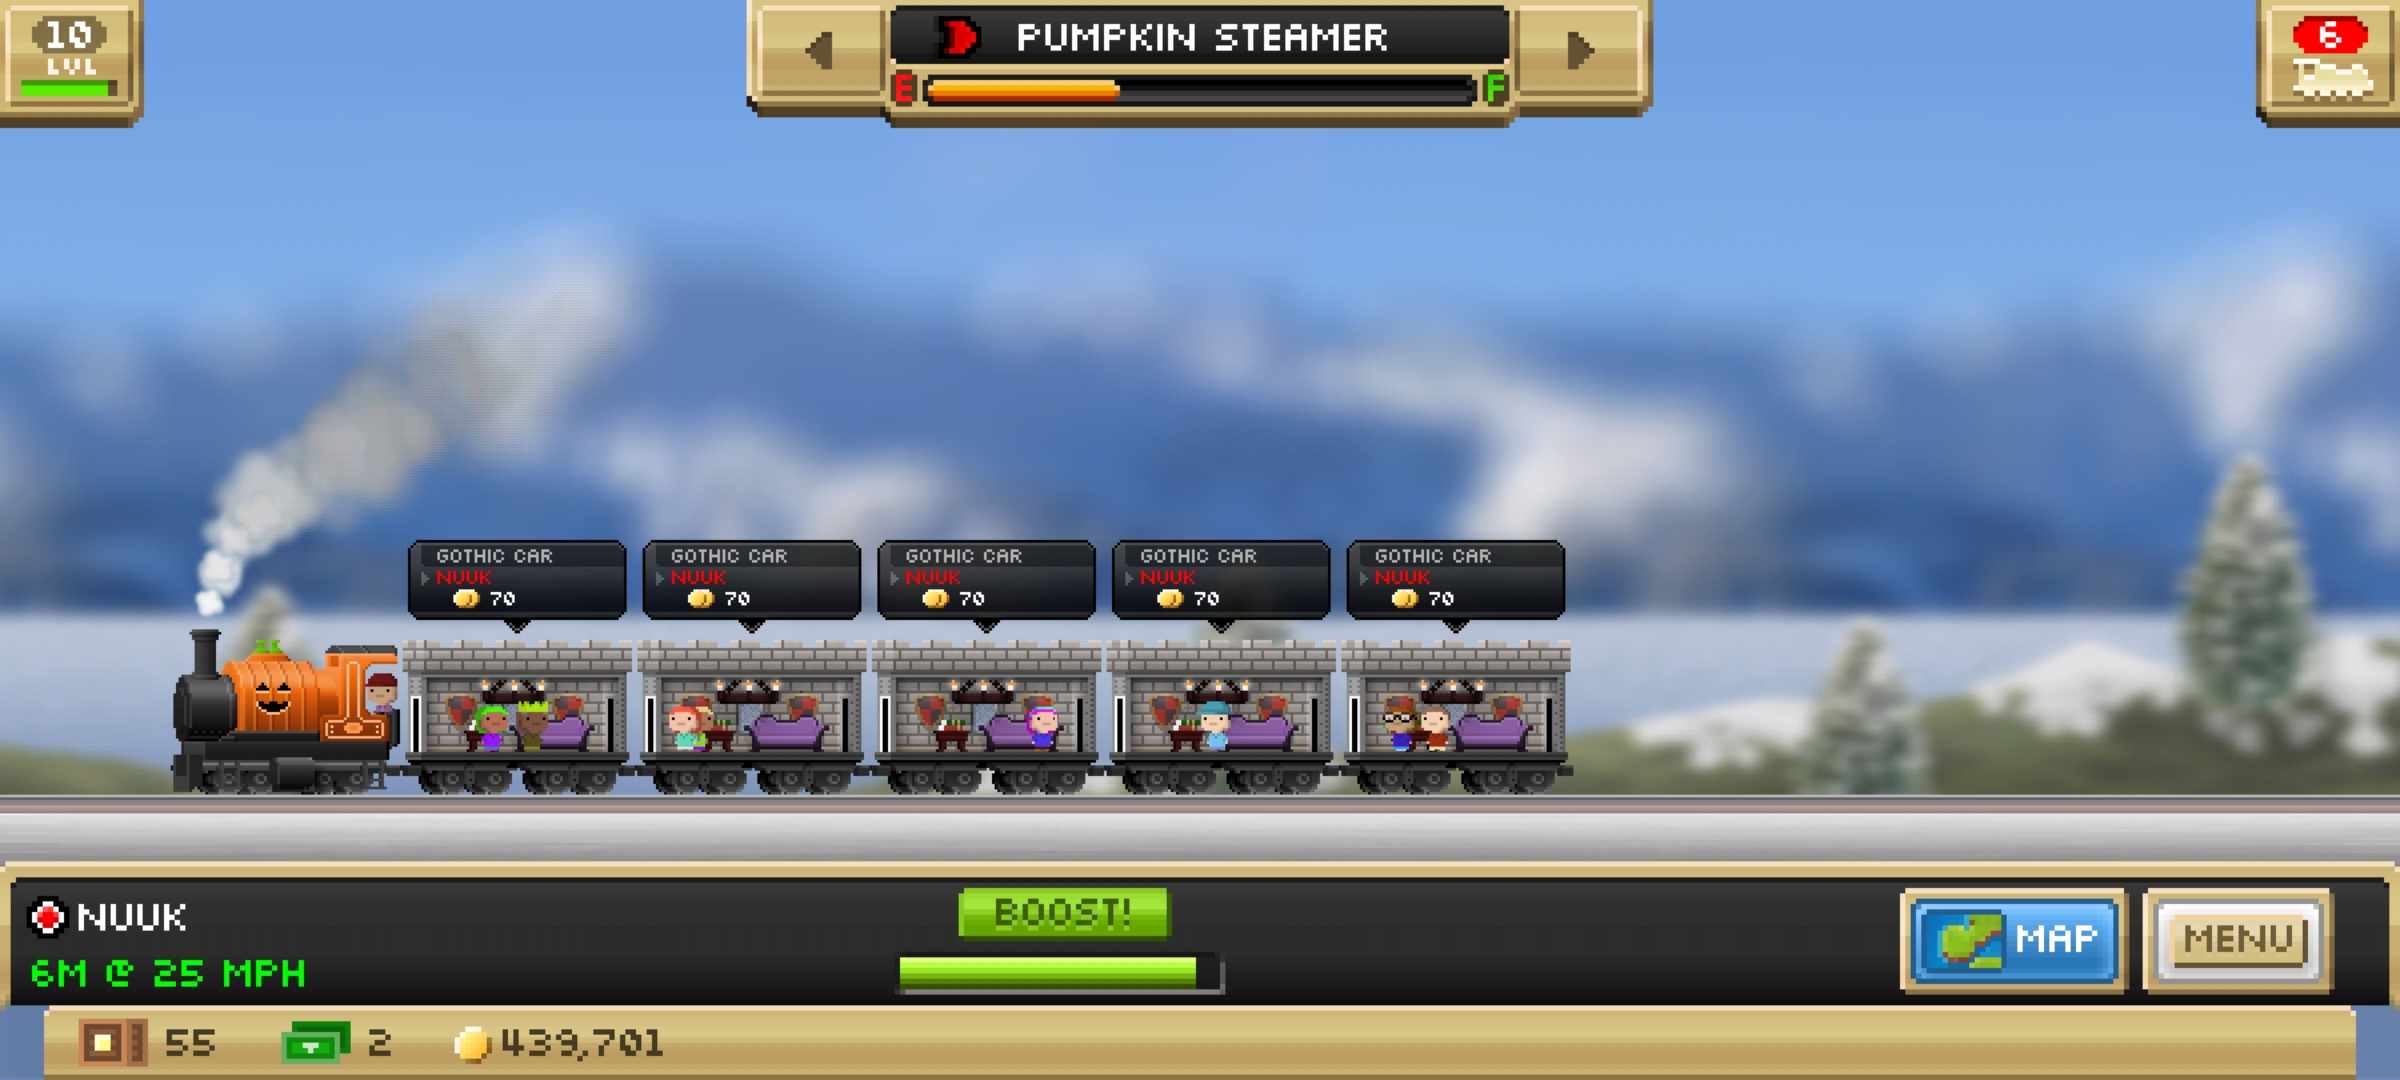 10
LVL
PUMPKIN STEAMER
E F
6
GOTHIC CAR
NUUK
70
GOTHIC CAR
NUUK
70
GOTHIC CAR
NUUK
70
GOTHIC CAR
NUUK
70
GOTHIC CAR
NUUK
70
NUUK
6M @ 25 MPH
BOOST!
MAP
MENU
55
2
439,701